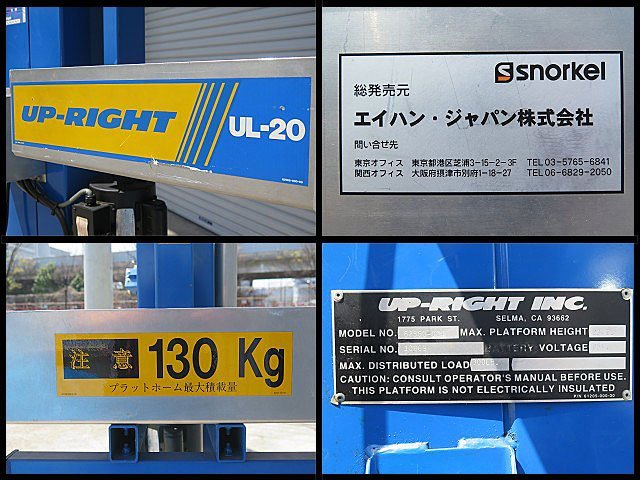 UP-RIGHT UL-20
snorkel
総発売元
エイハン・ジャパン株式会社
問い合せ先
東京オフィス 東京都港区芝浦3-15-2-3F TEL03-5765-6841
関西オフィス 大阪府摂津市別府1-18-27 TEL06-6829-2050
注意 130 Kg
プラットホーム最大積載量
UP-RIGHT INC.
1775 PARK ST. SELMA, CA 93662
MODEL NO. MAX. PLATFORM HEIGHT
SERIAL NO. BATTERY VOLTAGE
MAX. DISTRIBUTED LOAD
CAUTION: CONSULT OPERATOR'S MANUAL BEFORE USE.
THIS PLATFORM IS NOT ELECTRICALLY INSULATED
P/N 61205-000-00